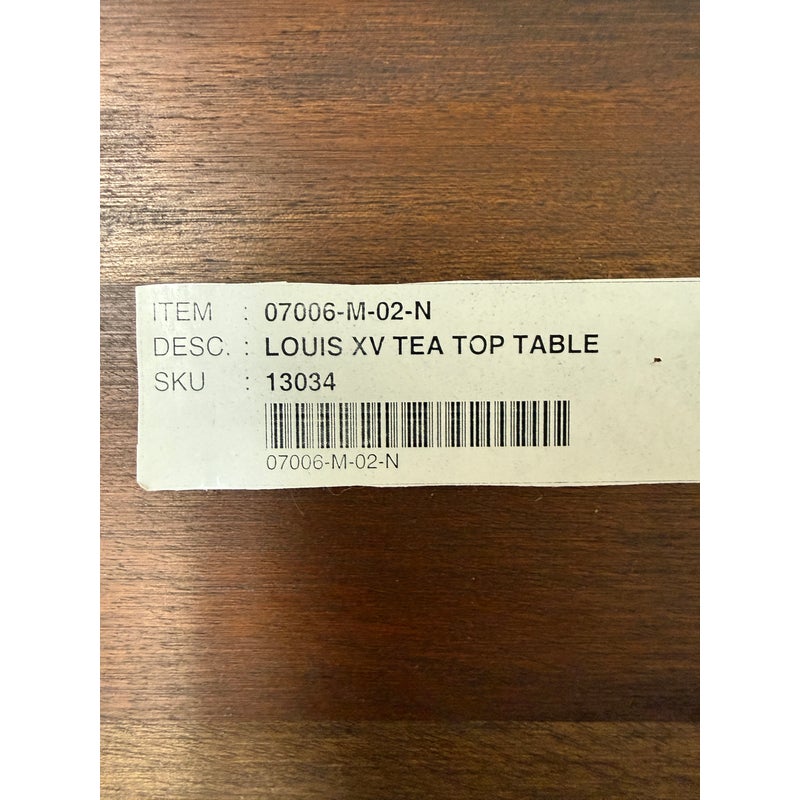 ITEM : 07006-M-02-N
DESC. : LOUIS XV TEA TOP TABLE
SKU : 13034
07006-M-02-N